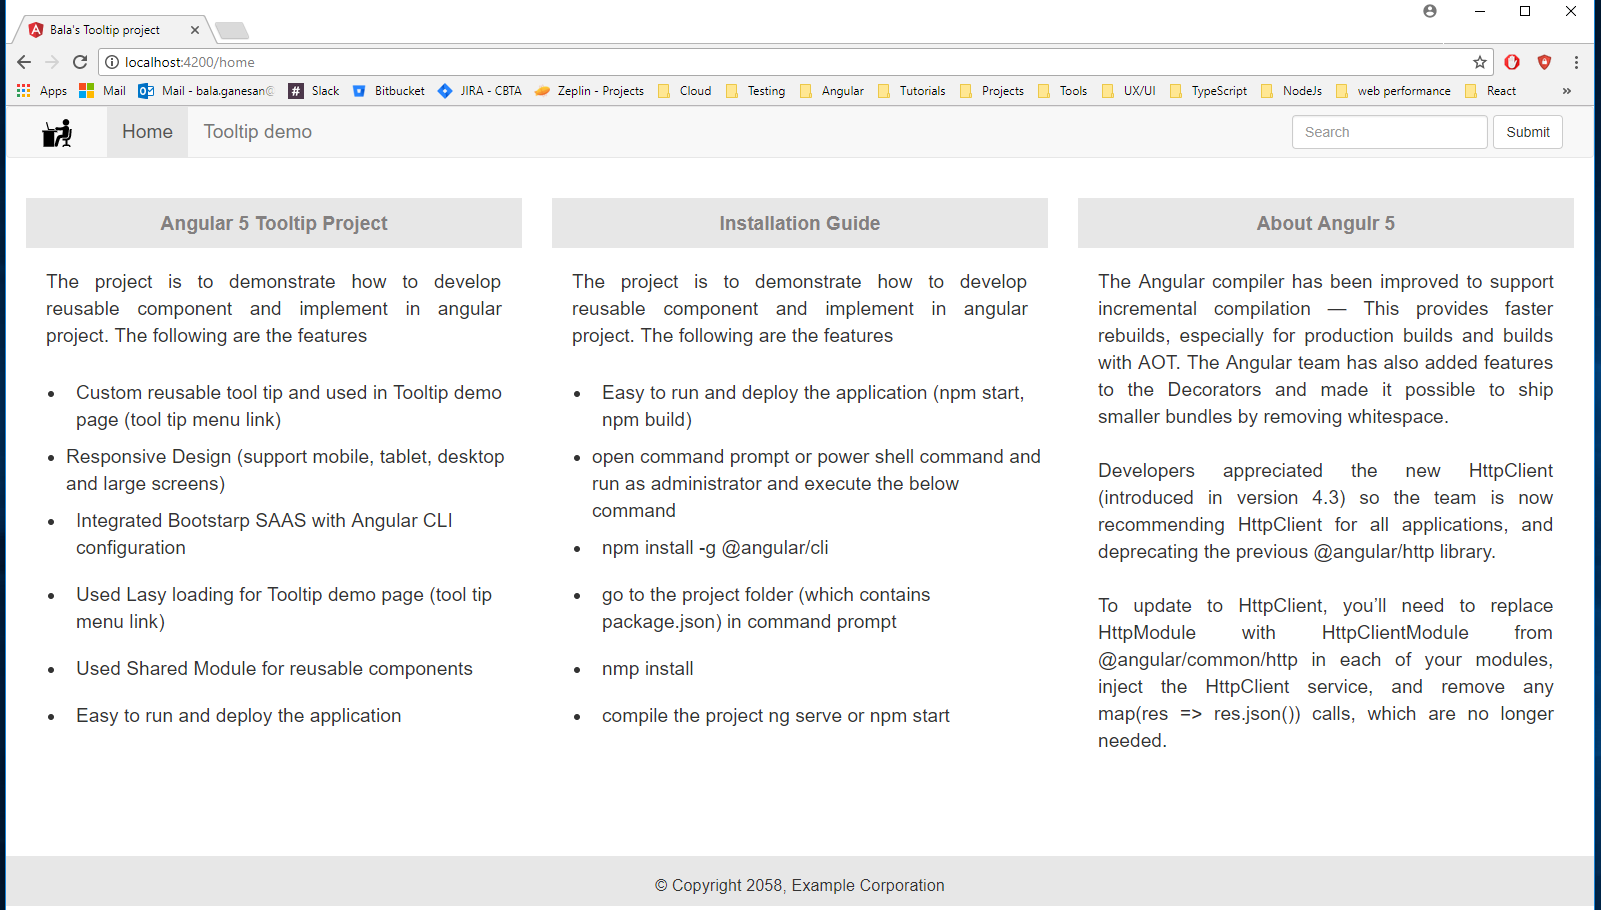 Bala's Tooltip project
localhost:4200/home
Apps Mail Mail - bala.ganesan@ Slack Bitbucket JIRA - CBTA Zeplin - Projects Cloud Testing Angular Tutorials Projects Tools UX/UI TypeScript NodeJs web performance React »
Home Tooltip demo Search Submit
Angular 5 Tooltip Project
The project is to demonstrate how to develop
reusable component and implement in angular
project. The following are the features
• Custom reusable tool tip and used in Tooltip demo
page (tool tip menu link)
• Responsive Design (support mobile, tablet, desktop
and large screens)
• Integrated Bootstarp SAAS with Angular CLI
configuration
• Used Lasy loading for Tooltip demo page (tool tip
menu link)
• Used Shared Module for reusable components
• Easy to run and deploy the application
Installation Guide
The project is to demonstrate how to develop
reusable component and implement in angular
project. The following are the features
• Easy to run and deploy the application (npm start,
npm build)
• open command prompt or power shell command and
run as administrator and execute the below
command
• npm install -g @angular/cli
• go to the project folder (which contains
package.json) in command prompt
• nmp install
• compile the project ng serve or npm start
About Angulr 5
The Angular compiler has been improved to support
incremental compilation — This provides faster
rebuilds, especially for production builds and builds
with AOT. The Angular team has also added features
to the Decorators and made it possible to ship
smaller bundles by removing whitespace.
Developers appreciated the new HttpClient
(introduced in version 4.3) so the team is now
recommending HttpClient for all applications, and
deprecating the previous @angular/http library.
To update to HttpClient, you’ll need to replace
HttpModule with HttpClientModule from
@angular/common/http in each of your modules,
inject the HttpClient service, and remove any
map(res => res.json()) calls, which are no longer
needed.
© Copyright 2058, Example Corporation